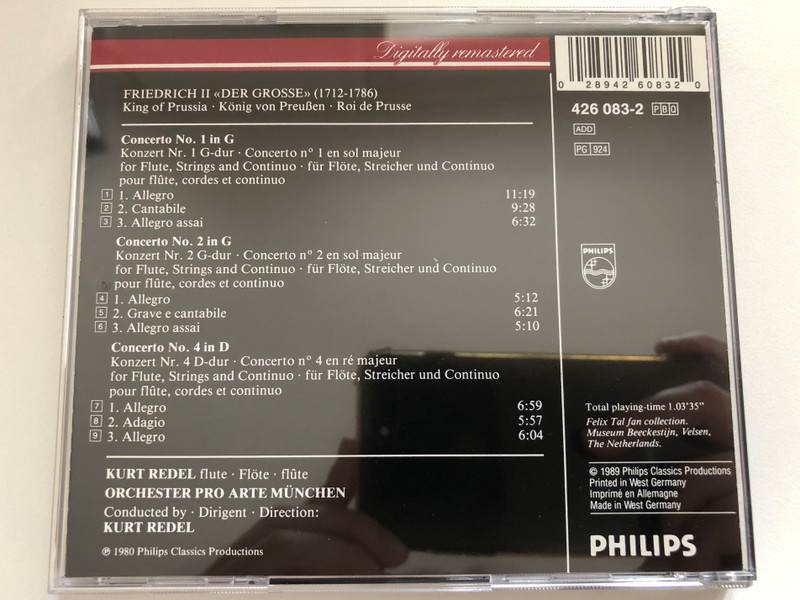 Digitally remastered
FRIEDRICH II «DER GROSSE» (1712-1786)
King of Prussia · König von Preußen · Roi de Prusse
Concerto No. 1 in G
Konzert Nr. 1 G-dur · Concerto nº 1 en sol majeur
for Flute, Strings and Continuo · für Flöte, Streicher und Continuo
pour flûte, cordes et continuo
1 1. Allegro 11:19
2 2. Cantabile 9:28
3 3. Allegro assai 6:32
Concerto No. 2 in G
Konzert Nr. 2 G-dur · Concerto nº 2 en sol majeur
for Flute, Strings and Continuo · für Flöte, Streicher und Continuo
pour flûte, cordes et continuo
4 1. Allegro 5:12
5 2. Grave e cantabile 6:21
6 3. Allegro assai 5:10
Concerto No. 4 in D
Konzert Nr. 4 D-dur · Concerto nº 4 en ré majeur
for Flute, Strings and Continuo · für Flöte, Streicher und Continuo
pour flûte, cordes et continuo
7 1. Allegro 6:59
8 2. Adagio 5:57
9 3. Allegro 6:04
KURT REDEL flute · Flöte · flûte
ORCHESTER PRO ARTE MÜNCHEN
Conducted by · Dirigent · Direction:
KURT REDEL
℗ 1980 Philips Classics Productions
0 28942 60832 0
426 083-2 PBQ
ADD
PG 924
PHILIPS
Total playing-time 1.03'35"
Felix Tal fan collection.
Museum Beeckestijn, Velsen,
The Netherlands.
© 1989 Philips Classics Productions
Printed in West Germany
Imprimé en Allemagne
Made in West Germany
PHILIPS